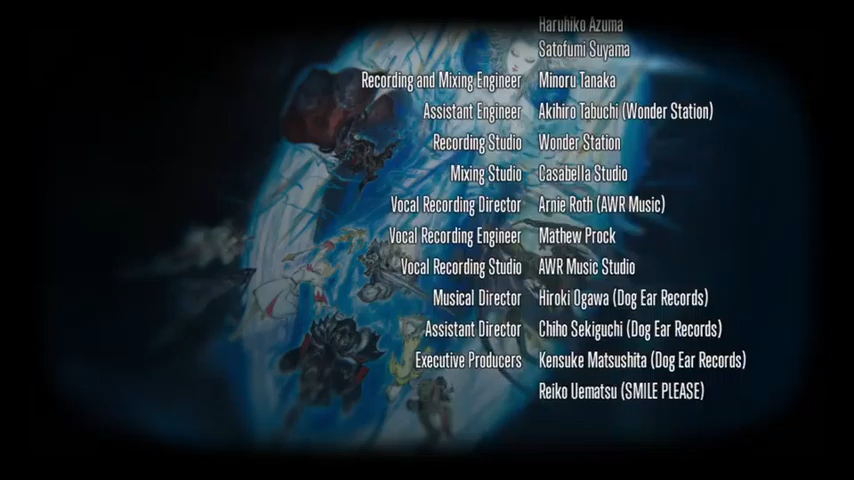 Haruhiko Azuma
Satofumi Suyama
Recording and Mixing Engineer Minoru Tanaka
Assistant Engineer Akihiro Tabuchi (Wonder Station)
Recording Studio Wonder Station
Mixing Studio Casabella Studio
Vocal Recording Director Arnie Roth (AWR Music)
Vocal Recording Engineer Mathew Prock
Vocal Recording Studio AWR Music Studio
Musical Director Hiroki Ogawa (Dog Ear Records)
Assistant Director Chiho Sekiguchi (Dog Ear Records)
Executive Producers Kensuke Matsushita (Dog Ear Records)
Reiko Uematsu (SMILE PLEASE)